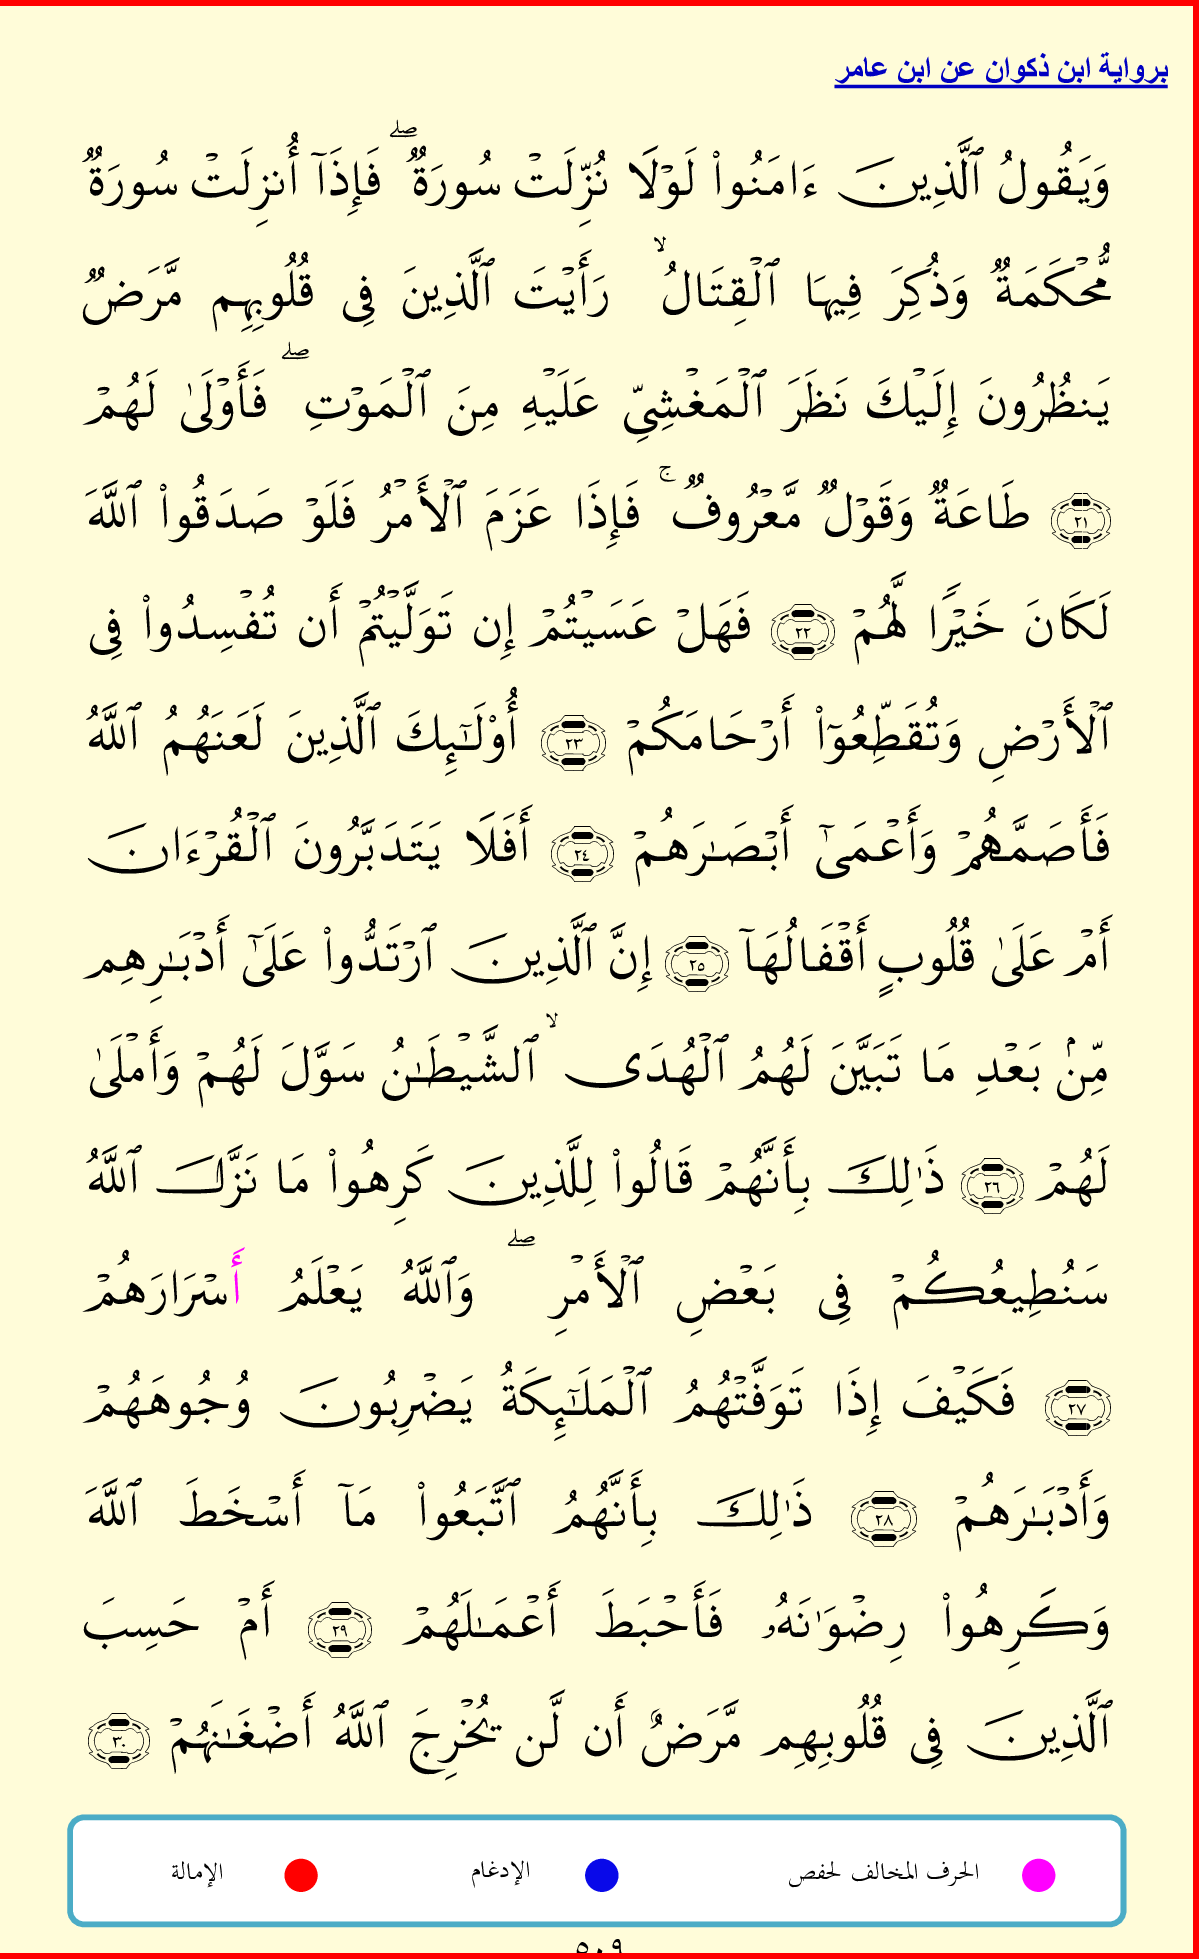 برواية ابن ذكوان عن ابن عامر
وَيَقُولُ ٱلَّذِينَ ءَامَنُوا۟ لَوْلَا نُزِّلَتْ سُورَةٌ ۖ فَإِذَآ أُنزِلَتْ سُورَةٌ
مُّحْكَمَةٌ وَذُكِرَ فِيهَا ٱلْقِتَالُ ۙ رَأَيْتَ ٱلَّذِينَ فِى قُلُوبِهِم مَّرَضٌ
يَنظُرُونَ إِلَيْكَ نَظَرَ ٱلْمَغْشِىِّ عَلَيْهِ مِنَ ٱلْمَوْتِ ۖ فَأَوْلَىٰ لَهُمْ
٢١ طَاعَةٌ وَقَوْلٌ مَّعْرُوفٌ ۚ فَإِذَا عَزَمَ ٱلْأَمْرُ فَلَوْ صَدَقُوا۟ ٱللَّهَ
لَكَانَ خَيْرًا لَّهُمْ ٢٢ فَهَلْ عَسَيْتُمْ إِن تَوَلَّيْتُمْ أَن تُفْسِدُوا۟ فِى
ٱلْأَرْضِ وَتُقَطِّعُوٓا۟ أَرْحَامَكُمْ ٢٣ أُو۟لَٰٓئِكَ ٱلَّذِينَ لَعَنَهُمُ ٱللَّهُ
فَأَصَمَّهُمْ وَأَعْمَىٰٓ أَبْصَٰرَهُمْ ٢٤ أَفَلَا يَتَدَبَّرُونَ ٱلْقُرْءَانَ
أَمْ عَلَىٰ قُلُوبٍ أَقْفَالُهَآ ٢٥ إِنَّ ٱلَّذِينَ ٱرْتَدُّوا۟ عَلَىٰٓ أَدْبَٰرِهِم
مِّنۢ بَعْدِ مَا تَبَيَّنَ لَهُمُ ٱلْهُدَى ۙ ٱلشَّيْطَٰنُ سَوَّلَ لَهُمْ وَأَمْلَىٰ
لَهُمْ ٢٦ ذَٰلِكَ بِأَنَّهُمْ قَالُوا۟ لِلَّذِينَ كَرِهُوا۟ مَا نَزَّلَ ٱللَّهُ
سَنُطِيعُكُمْ فِى بَعْضِ ٱلْأَمْرِ ۖ وَٱللَّهُ يَعْلَمُ أَسْرَارَهُمْ
٢٧ فَكَيْفَ إِذَا تَوَفَّتْهُمُ ٱلْمَلَٰٓئِكَةُ يَضْرِبُونَ وُجُوهَهُمْ
وَأَدْبَٰرَهُمْ ٢٨ ذَٰلِكَ بِأَنَّهُمُ ٱتَّبَعُوا۟ مَآ أَسْخَطَ ٱللَّهَ
وَكَرِهُوا۟ رِضْوَٰنَهُۥ فَأَحْبَطَ أَعْمَٰلَهُمْ ٢٩ أَمْ حَسِبَ
ٱلَّذِينَ فِى قُلُوبِهِم مَّرَضٌ أَن لَّن يُخْرِجَ ٱللَّهُ أَضْغَٰنَهُمْ ٣٠
الحرف المخالف لحفص الإدغام الإمالة
٥٠٩